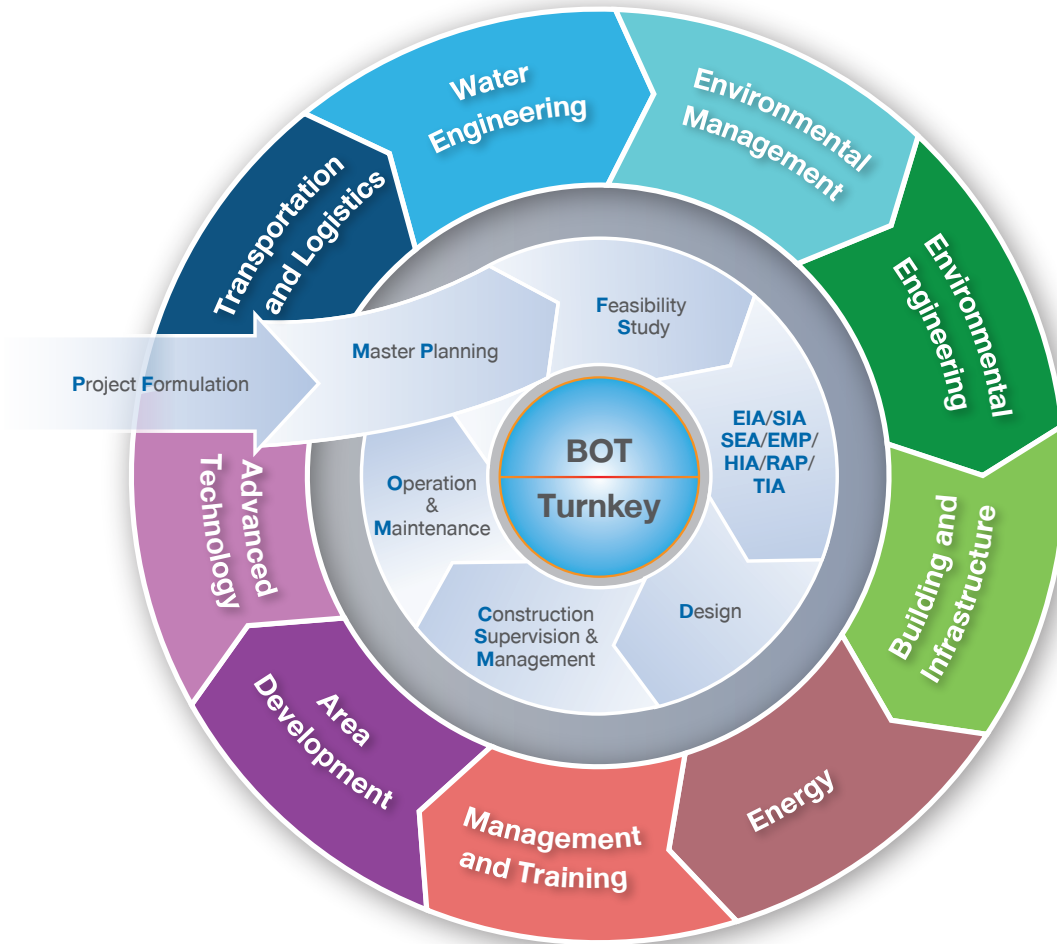 Water
Engineering
Environmental
Management
Environmental
Engineering
Building and
Infrastructure
Energy
Management
and Training
Area
Development
Advanced
Technology
Transportation
and Logistics
Project Formulation
Master Planning
Feasibility
Study
EIA/SIA
SEA/EMP/
HIA/RAP/
TIA
Design
Construction
Supervision &
Management
Operation
&
Maintenance
BOT
Turnkey